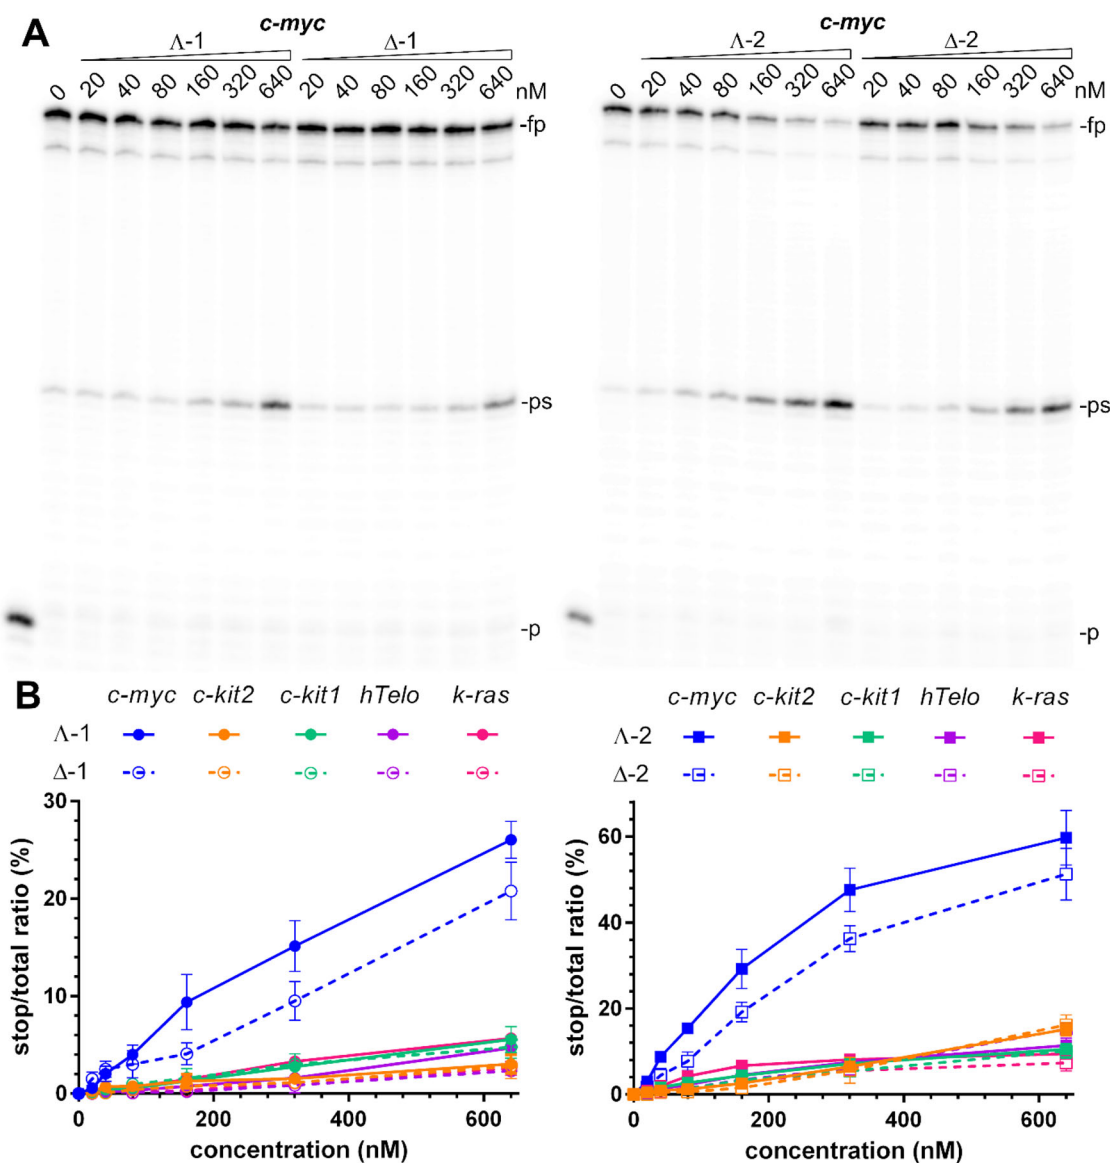 A
c-myc
Λ-1 Δ-1
0 20 40 80 160 320 640 20 40 80 160 320 640 nM
-fp
-ps
-p
c-myc
Λ-2 Δ-2
0 20 40 80 160 320 640 20 40 80 160 320 640 nM
-fp
-ps
-p
B
c-myc c-kit2 c-kit1 hTelo k-ras
Λ-1
Δ-1
30
20
10
0
stop/total ratio (%)
0 200 400 600
concentration (nM)
c-myc c-kit2 c-kit1 hTelo k-ras
Λ-2
Δ-2
60
40
20
0
stop/total ratio (%)
0 200 400 600
concentration (nM)